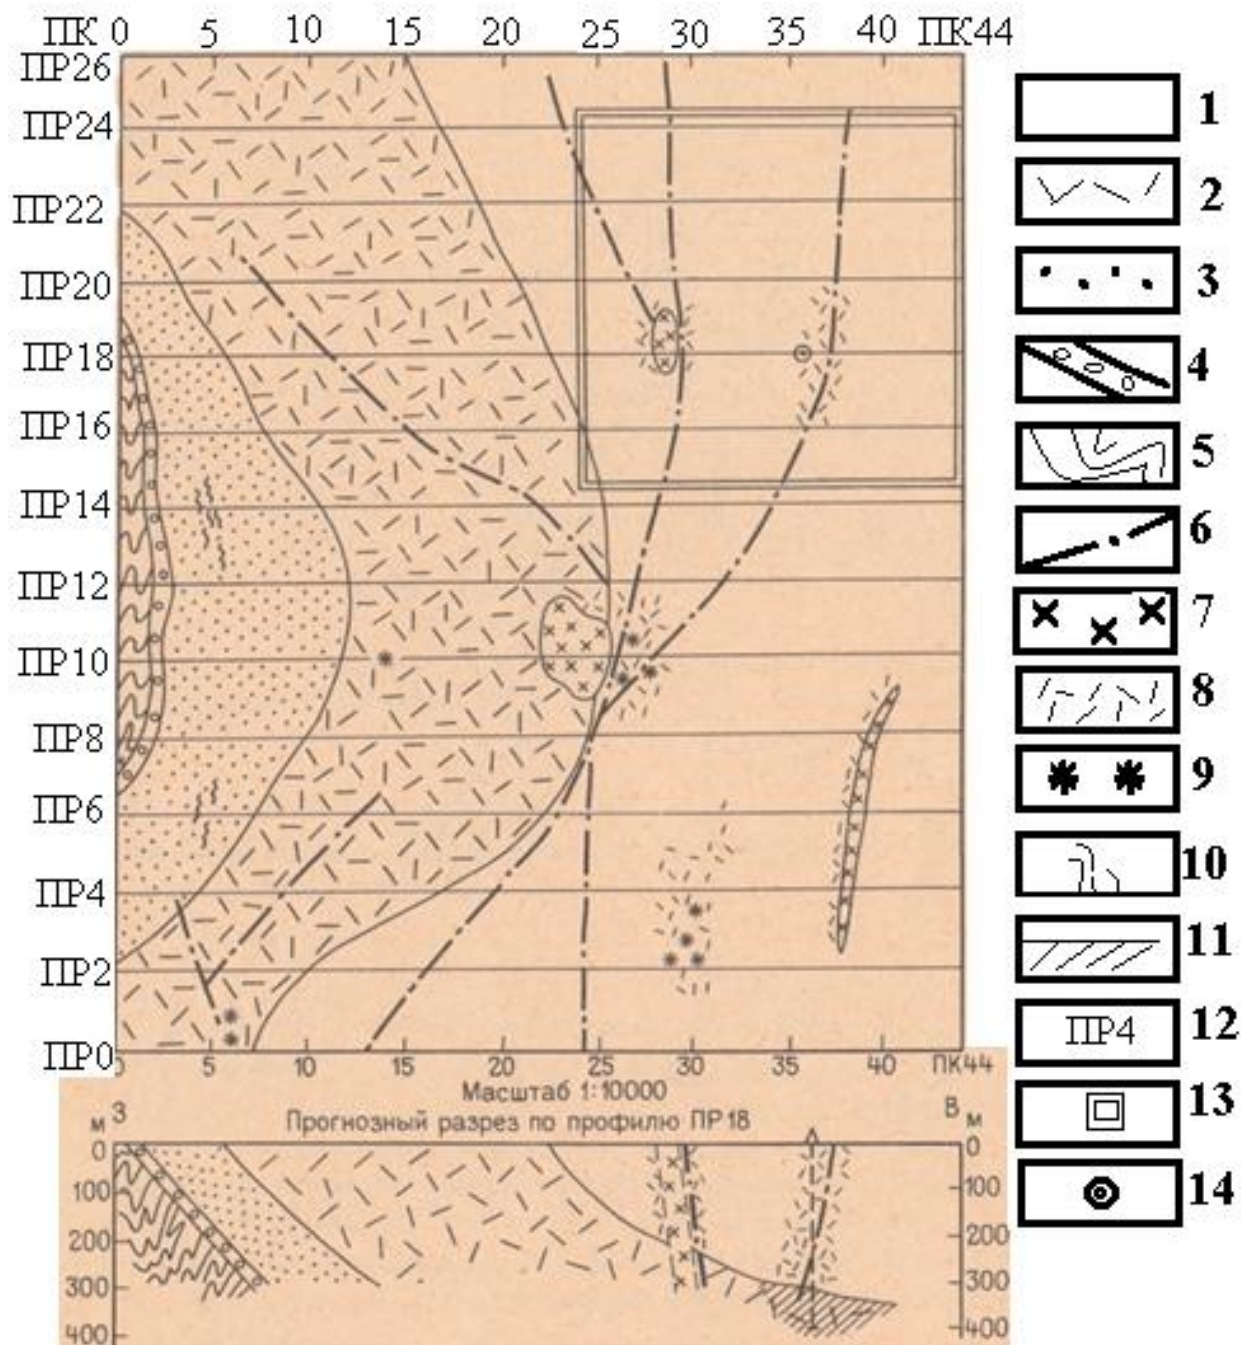 ПК 0 5 10 15 20 25 30 35 40 ПК44
ПР26
ПР24
ПР22
ПР20
ПР18
ПР16
ПР14
ПР12
ПР10
ПР8
ПР6
ПР4
ПР2
ПР0
0 5 10 15 20 25 30 35 40 ПК44
Масштаб 1:10000
Прогнозный разрез по профилю ПР18
м З
В м
0
100
200
300
400
0
100
200
300
400
1
2
3
4
5
6
7
8
9
10
11
ПР4 12
13
14